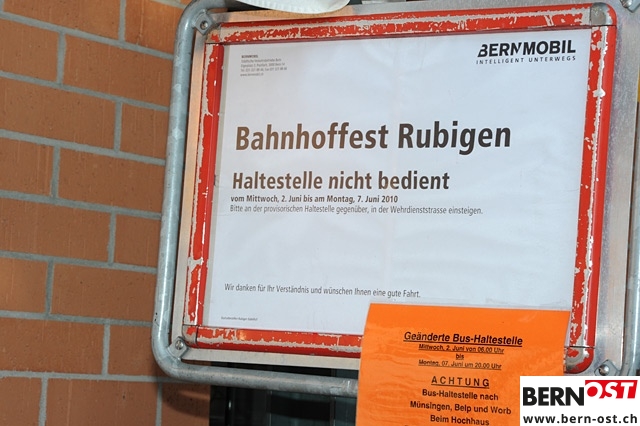 BERNMOBIL
BERNMOBIL
INTELLIGENT UNTERWEGS
Bahnhoffest Rubigen
Haltestelle nicht bedient
vom Mittwoch, 2. Juni bis am Montag, 7. Juni 2010
Bitte an der provisorischen Haltestelle gegenüber, in der Wehrdienststrasse einsteigen.
Wir danken für Ihr Verständnis und wünschen Ihnen eine gute Fahrt.
Geänderte Bus-Haltestelle
Mittwoch, 2. Juni von 06.00 Uhr
bis
Montag, 07. Juni um 20.00 Uhr
ACHTUNG
Bus-Haltestelle nach
Münsingen, Belp und Worb
Beim Hochhaus
BERNOST
www.bern-ost.ch